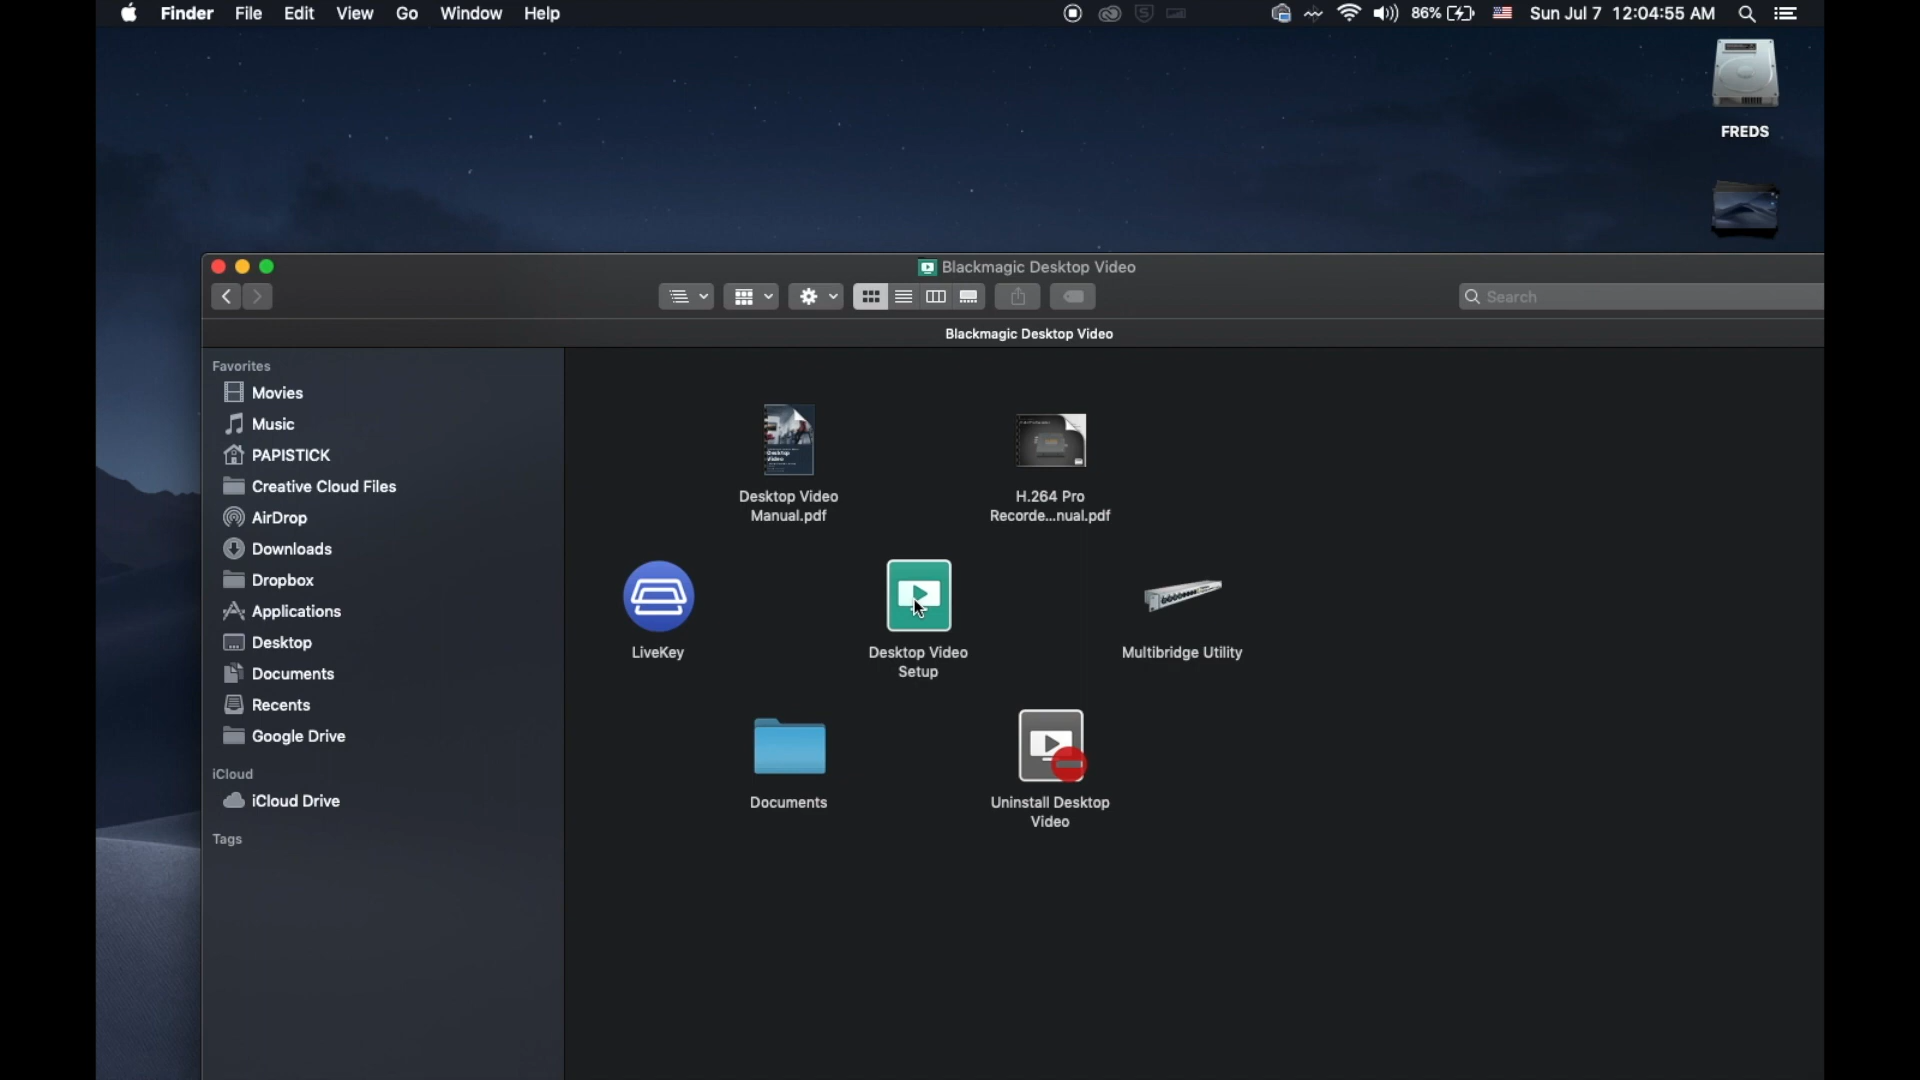 Finder File Edit View Go Window Help 86% Sun Jul 7 12:04:55 AM
FREDS
Blackmagic Desktop Video
Search
Blackmagic Desktop Video
Favorites
Movies
Music
PAPISTICK
Creative Cloud Files
AirDrop
Downloads
Dropbox
Applications
Desktop
Documents
Recents
Google Drive
iCloud
iCloud Drive
Tags
Desktop
Video
Desktop Video
Manual.pdf
H.264 Pro
Recorde...nual.pdf
LiveKey
Desktop Video
Setup
Multibridge Utility
Documents
Uninstall Desktop
Video